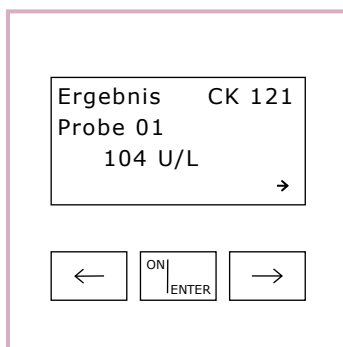 Ergebnis CK 121
Probe 01
104 U/L
→
← ON ENTER →